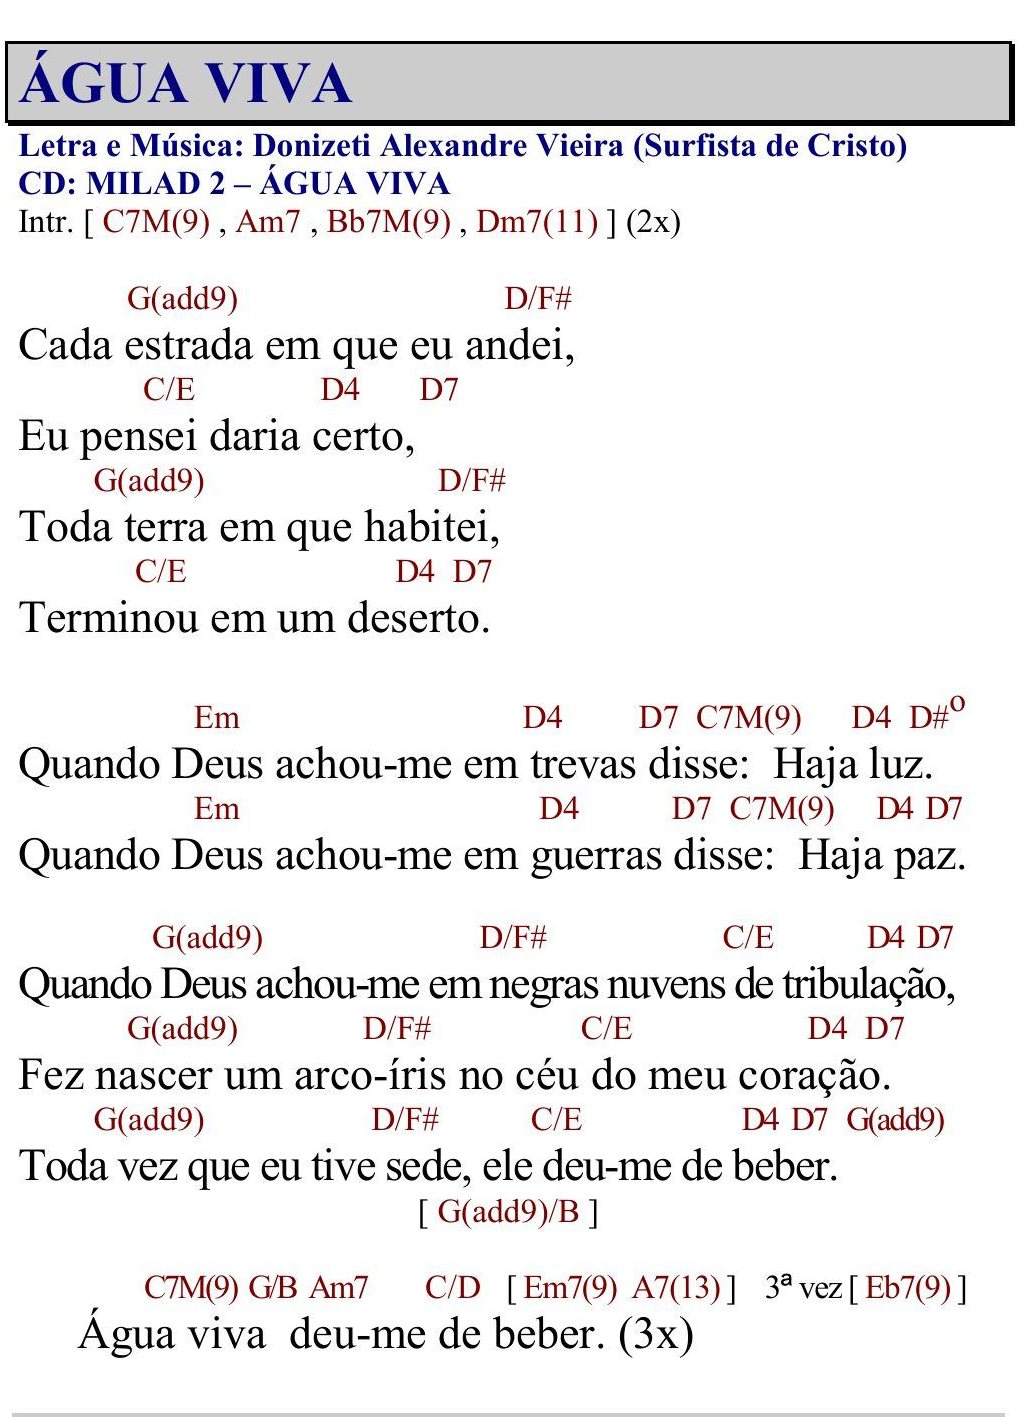 ÁGUA VIVA
Letra e Música: Donizeti Alexandre Vieira (Surfista de Cristo)
CD: MILAD 2 – ÁGUA VIVA
Intr. [ C7M(9) , Am7 , Bb7M(9) , Dm7(11) ] (2x)
G(add9) D/F#
Cada estrada em que eu andei,
C/E D4 D7
Eu pensei daria certo,
G(add9) D/F#
Toda terra em que habitei,
C/E D4 D7
Terminou em um deserto.
Em D4 D7 C7M(9) D4 D#º
Quando Deus achou-me em trevas disse: Haja luz.
Em D4 D7 C7M(9) D4 D7
Quando Deus achou-me em guerras disse: Haja paz.
G(add9) D/F# C/E D4 D7
Quando Deus achou-me em negras nuvens de tribulação,
G(add9) D/F# C/E D4 D7
Fez nascer um arco-íris no céu do meu coração.
G(add9) D/F# C/E D4 D7 G(add9)
Toda vez que eu tive sede, ele deu-me de beber.
[ G(add9)/B ]
C7M(9) G/B Am7 C/D [ Em7(9) A7(13) ] 3ª vez [ Eb7(9) ]
Água viva deu-me de beber. (3x)